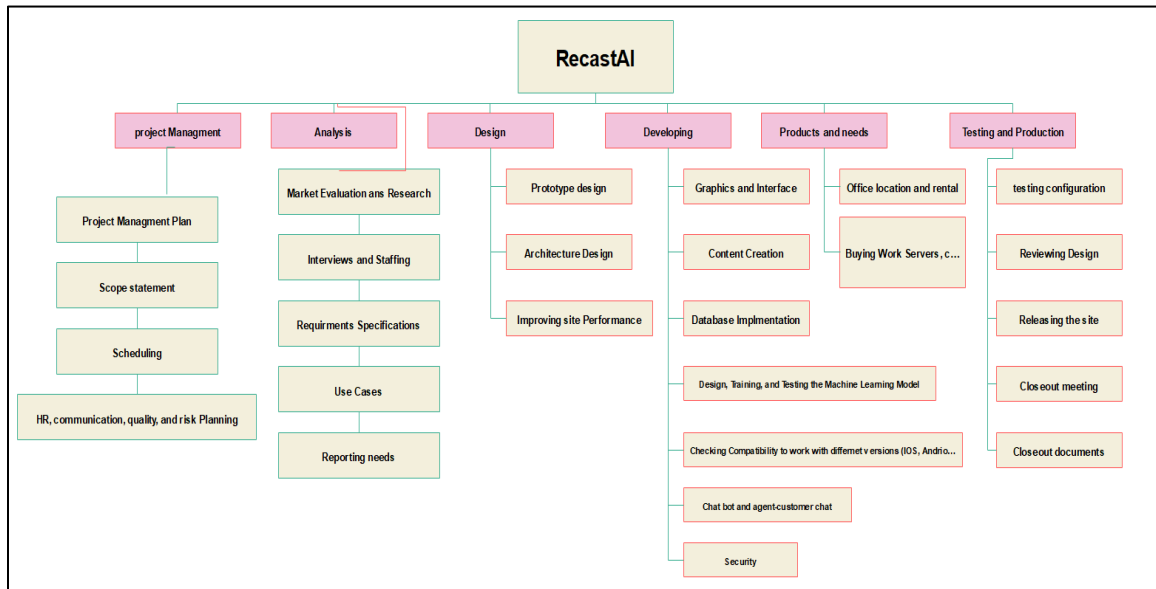 RecastAI
project Managment
Analysis
Design
Developing
Products and needs
Testing and Production
Project Managment Plan
Scope statement
Scheduling
HR, communication, quality, and risk Planning
Market Evaluation ans Research
Interviews and Staffing
Requirments Specifications
Use Cases
Reporting needs
Prototype design
Architecture Design
Improving site Performance
Graphics and Interface
Content Creation
Database Implmentation
Design, Training, and Testing the Machine Learning Model
Checking Compatibility to work with differnet versions (IOS, Andrio...
Chat bot and agent-customer chat
Security
Office location and rental
Buying Work Servers, c...
testing configuration
Reviewing Design
Releasing the site
Closeout meeting
Closeout documents